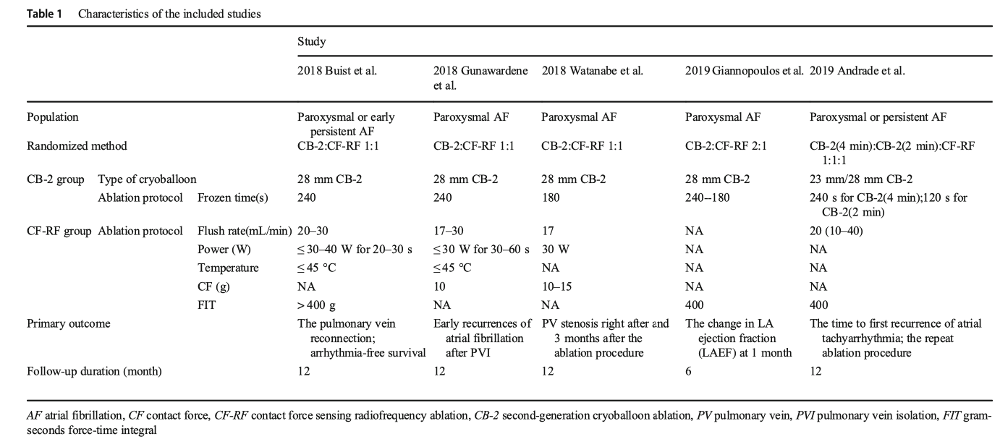 Table 1 Characteristics of the included studies
Study
2018 Buist et al. 2018 Gunawardene 2018 Watanabe et al. 2019 Giannopoulos et al. 2019 Andrade et al.
et al.
Population Paroxysmal or early Paroxysmal AF Paroxysmal AF Paroxysmal AF Paroxysmal or persistent AF
persistent AF
Randomized method CB-2:CF-RF 1:1 CB-2:CF-RF 1:1 CB-2:CF-RF 1:1 CB-2:CF-RF 2:1 CB-2(4 min):CB-2(2 min):CF-RF
1:1:1
CB-2 group Type of cryoballoon 28 mm CB-2 28 mm CB-2 28 mm CB-2 28 mm CB-2 23 mm/28 mm CB-2
Ablation protocol Frozen time(s) 240 240 180 240--180 240 s for CB-2(4 min);120 s for
CB-2(2 min)
CF-RF group Ablation protocol Flush rate(mL/min) 20–30 17–30 17 NA 20 (10–40)
Power (W) ≤ 30–40 W for 20–30 s ≤ 30 W for 30–60 s 30 W NA NA
Temperature ≤ 45 °C ≤ 45 °C NA NA NA
CF (g) NA 10 10–15 NA NA
FIT > 400 g NA NA 400 400
Primary outcome The pulmonary vein Early recurrences of PV stenosis right after and The change in LA The time to first recurrence of atrial
reconnection; atrial fibrillation 3 months after the ejection fraction tachyarrhythmia; the repeat
arrhythmia-free survival after PVI ablation procedure (LAEF) at 1 month ablation procedure
Follow-up duration (month) 12 12 12 6 12
AF atrial fibrillation, CF contact force, CF-RF contact force sensing radiofrequency ablation, CB-2 second-generation cryoballoon ablation, PV pulmonary vein, PVI pulmonary vein isolation, FIT gram-
seconds force-time integral